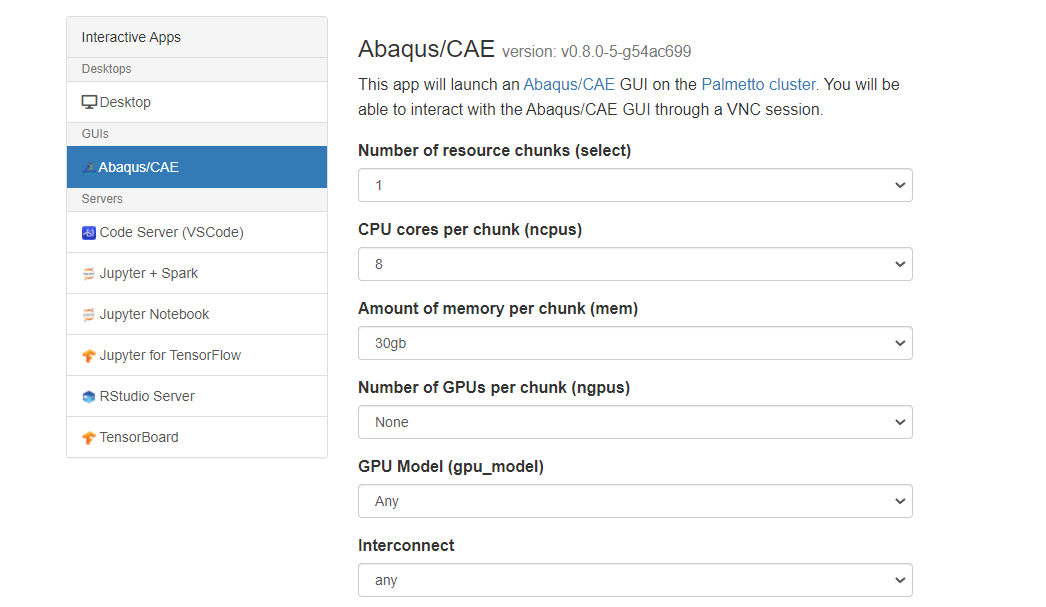 Interactive Apps
Desktops
Desktop
GUIs
Abaqus/CAE
Servers
Code Server (VSCode)
Jupyter + Spark
Jupyter Notebook
Jupyter for TensorFlow
RStudio Server
TensorBoard
Abaqus/CAE version: v0.8.0-5-g54ac699
This app will launch an Abaqus/CAE GUI on the Palmetto cluster. You will be
able to interact with the Abaqus/CAE GUI through a VNC session.
Number of resource chunks (select)
1
CPU cores per chunk (ncpus)
8
Amount of memory per chunk (mem)
30gb
Number of GPUs per chunk (ngpus)
None
GPU Model (gpu_model)
Any
Interconnect
any